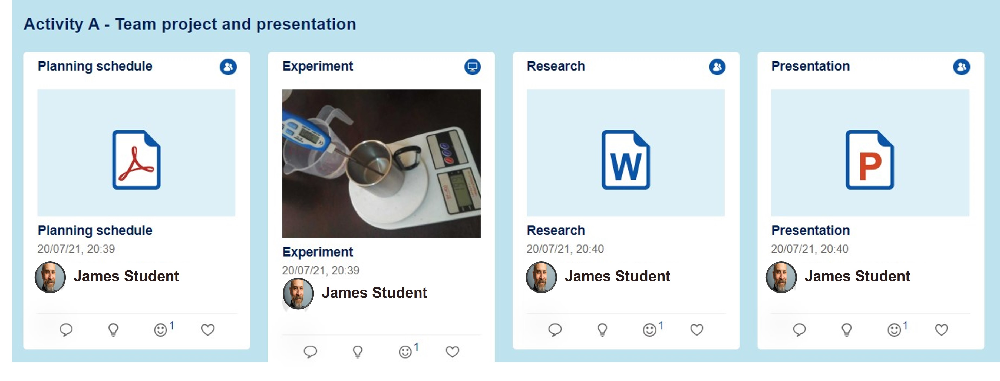 Activity A - Team project and presentation
Planning schedule
Planning schedule
20/07/21, 20:39
James Student
1
Experiment
Experiment
20/07/21, 20:39
James Student
1
Research
W
Research
20/07/21, 20:40
James Student
1
Presentation
P
Presentation
20/07/21, 20:40
James Student
1